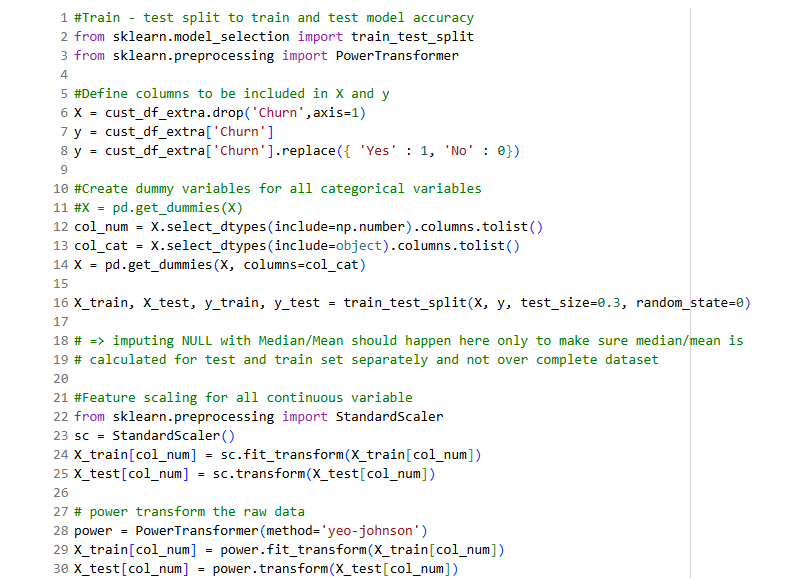 1 #Train - test split to train and test model accuracy
2 from sklearn.model_selection import train_test_split
3 from sklearn.preprocessing import PowerTransformer
4
5 #Define columns to be included in X and y
6 X = cust_df_extra.drop('Churn',axis=1)
7 y = cust_df_extra['Churn']
8 y = cust_df_extra['Churn'].replace({ 'Yes' : 1, 'No' : 0})
9
10 #Create dummy variables for all categorical variables
11 #X = pd.get_dummies(X)
12 col_num = X.select_dtypes(include=np.number).columns.tolist()
13 col_cat = X.select_dtypes(include=object).columns.tolist()
14 X = pd.get_dummies(X, columns=col_cat)
15
16 X_train, X_test, y_train, y_test = train_test_split(X, y, test_size=0.3, random_state=0)
17
18 # => imputing NULL with Median/Mean should happen here only to make sure median/mean is
19 # calculated for test and train set separately and not over complete dataset
20
21 #Feature scaling for all continuous variable
22 from sklearn.preprocessing import StandardScaler
23 sc = StandardScaler()
24 X_train[col_num] = sc.fit_transform(X_train[col_num])
25 X_test[col_num] = sc.transform(X_test[col_num])
26
27 # power transform the raw data
28 power = PowerTransformer(method='yeo-johnson')
29 X_train[col_num] = power.fit_transform(X_train[col_num])
30 X_test[col_num] = power.transform(X_test[col_num])